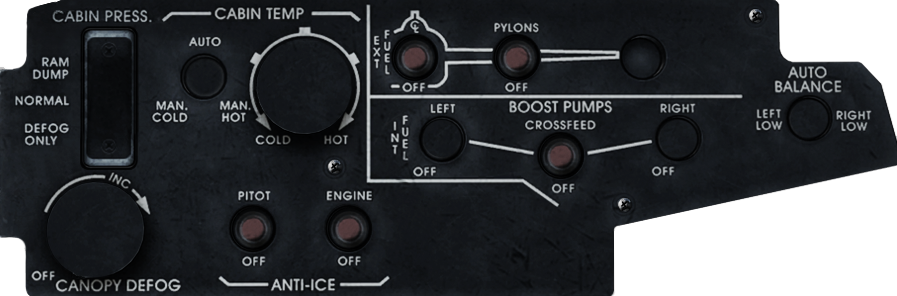 CABIN PRESS.
RAM
DUMP
NORMAL
DEFOG
ONLY
CABIN TEMP
AUTO
MAN.
COLD
MAN.
HOT
COLD
HOT
INC
OFF
CANOPY DEFOG
PITOT
OFF
ENGINE
OFF
ANTI-ICE
EXT
FUEL
CL
OFF
PYLONS
OFF
INT
FUEL
BOOST PUMPS
LEFT
OFF
CROSSFEED
OFF
RIGHT
OFF
AUTO
BALANCE
LEFT
LOW
RIGHT
LOW